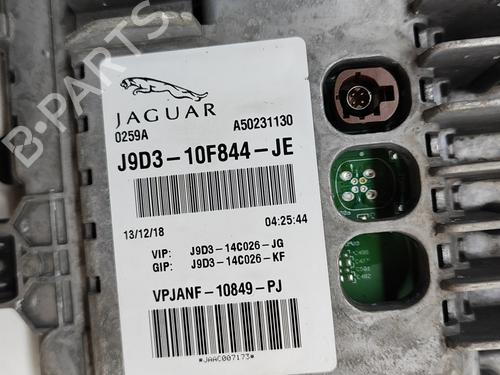 JAGUAR
0259A A50231130
J9D3-10F844-JE
13/12/18 04:25:44
VIP: J9D3-14C026-JG
GIP: J9D3-14C026-KF
VPJANF-10849-PJ
*JAAC007173*